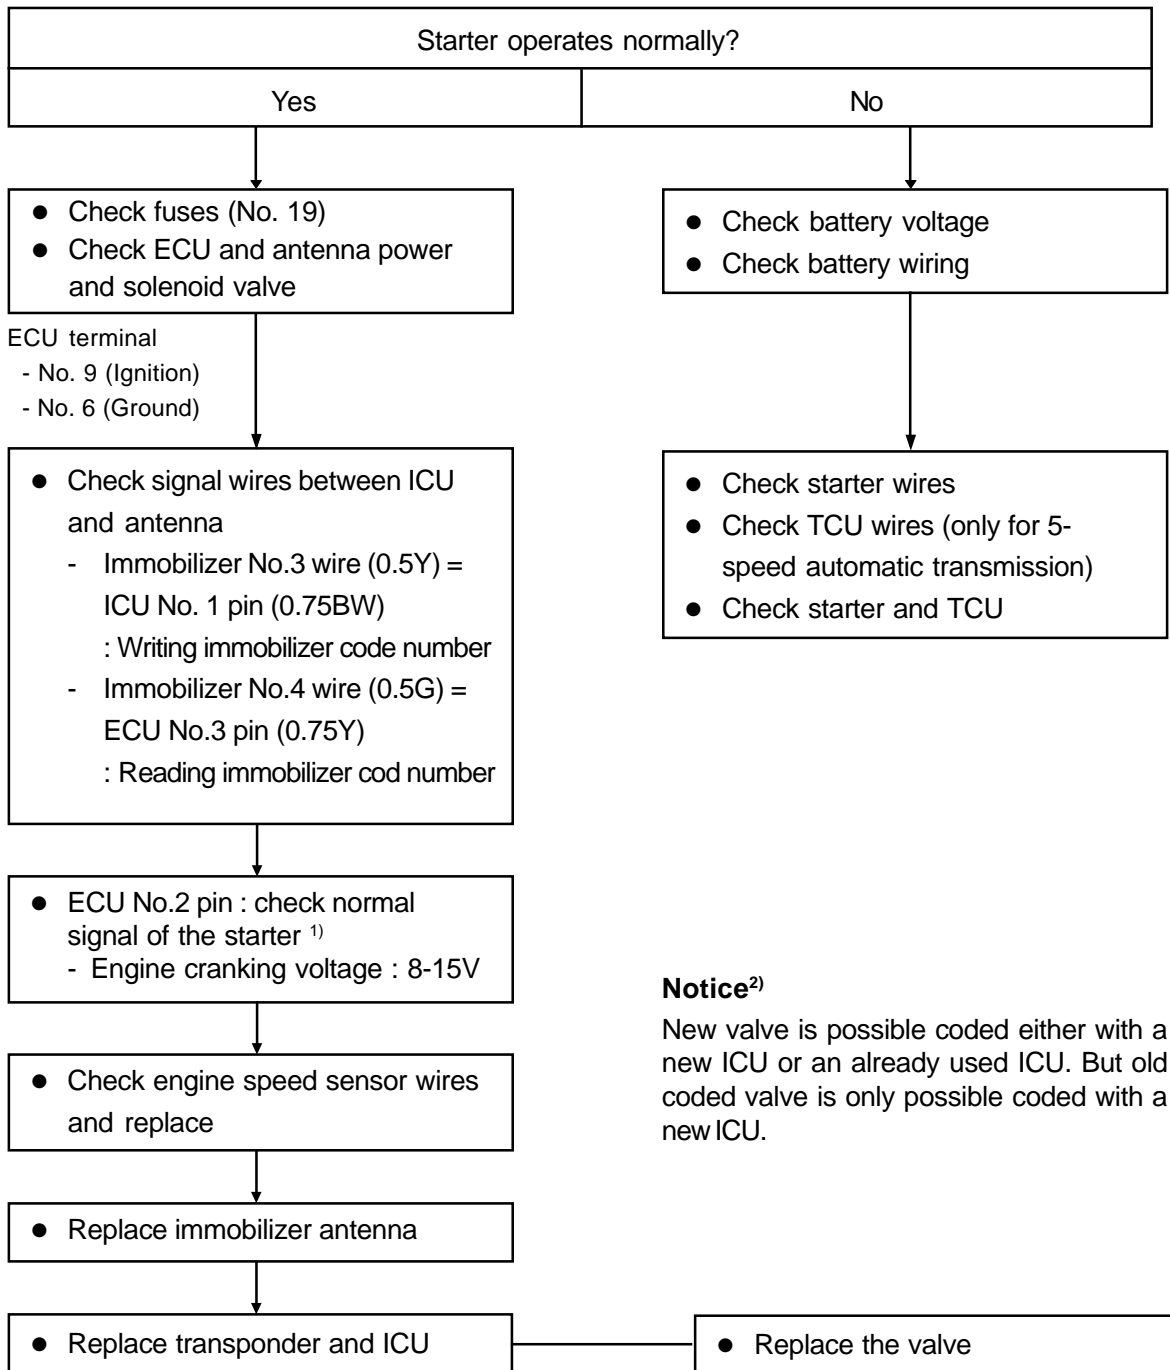 Starter operates normally?
Yes
No
● Check fuses (No. 19)
● Check ECU and antenna power
and solenoid valve
ECU terminal
- No. 9 (Ignition)
- No. 6 (Ground)
● Check signal wires between ICU
and antenna
- Immobilizer No.3 wire (0.5Y) =
ICU No. 1 pin (0.75BW)
: Writing immobilizer code number
- Immobilizer No.4 wire (0.5G) =
ECU No.3 pin (0.75Y)
: Reading immobilizer cod number
● ECU No.2 pin : check normal
signal of the starter 1)
- Engine cranking voltage : 8-15V
● Check engine speed sensor wires
and replace
● Replace immobilizer antenna
● Replace transponder and ICU
● Check battery voltage
● Check battery wiring
● Check starter wires
● Check TCU wires (only for 5-
speed automatic transmission)
● Check starter and TCU
Notice2)
New valve is possible coded either with a
new ICU or an already used ICU. But old
coded valve is only possible coded with a
new ICU.
● Replace the valve